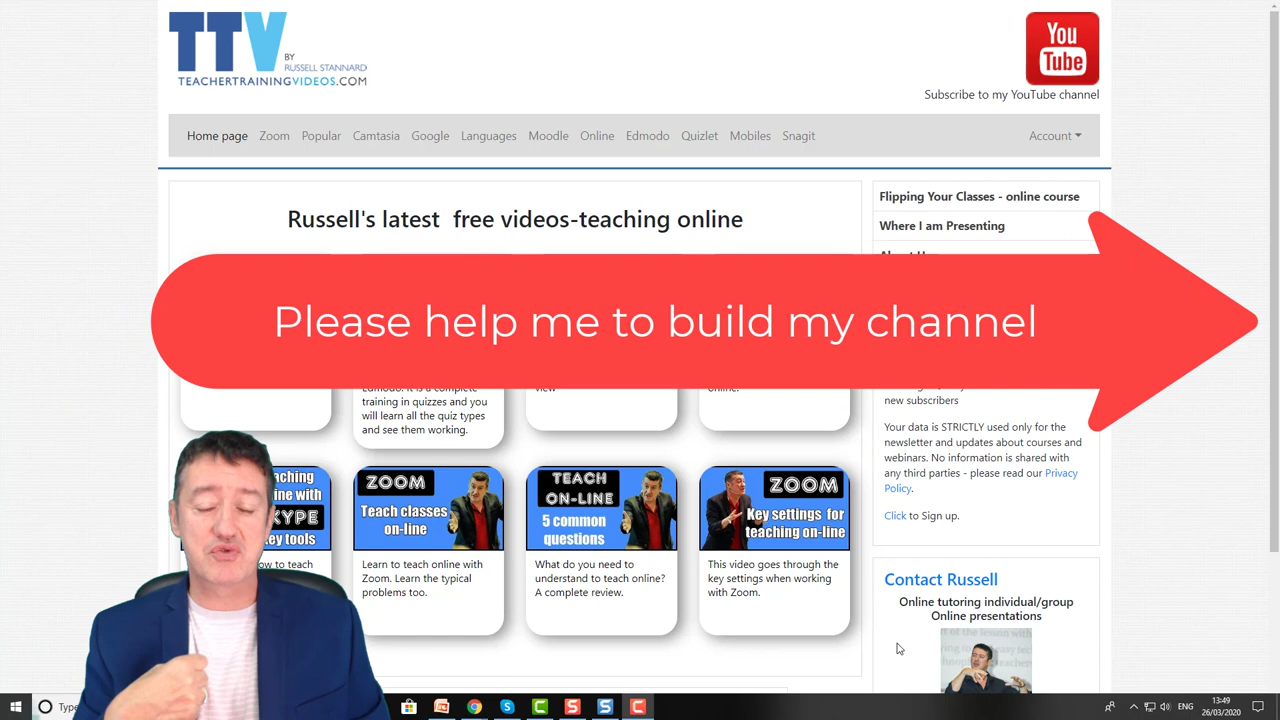 TTV
BY
RUSSELL STANNARD
TEACHERTRAININGVIDEOS.COM
You
Tube
Subscribe to my YouTube channel
Home page Zoom Popular Camtasia Google Languages Moodle Online Edmodo Quizlet Mobiles Snagit Account
Russell's latest free videos-teaching online
Flipping Your Classes - online course
Where I am Presenting
Please help me to build my channel
training in quizzes and you
will learn all the quiz types
and see them working.
new subscribers
Your data is STRICTLY used only for the
newsletter and updates about courses and
webinars. No information is shared with
any third parties - please read our Privacy
Policy.
Click to Sign up.
ZOOM
Teach classes
on-line
TEACH
ON-LINE
5 common
questions
ZOOM
Key settings for
teaching on-line
Learn to teach online with
Zoom. Learn the typical
problems too.
What do you need to
understand to teach online?
A complete review.
This video goes through the
key settings when working
with Zoom.
Contact Russell
Online tutoring individual/group
Online presentations
ENG
13:49
26/03/2020